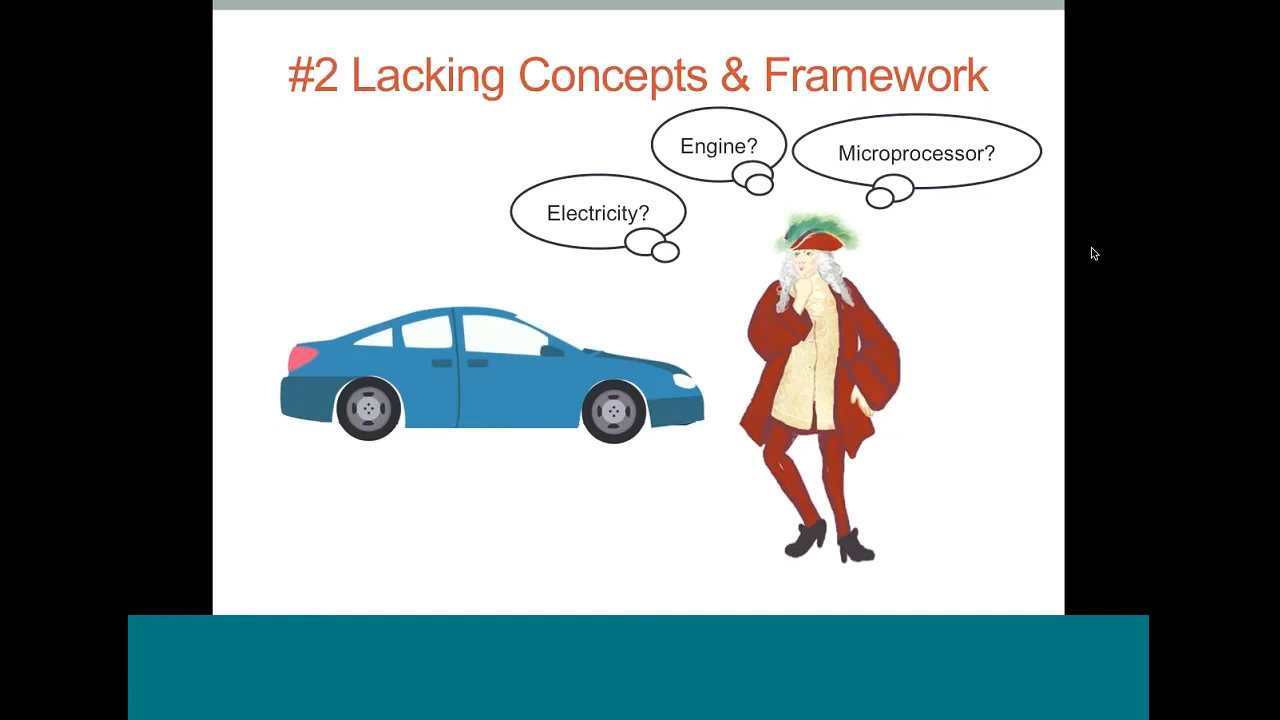 #2 Lacking Concepts & Framework
Engine?
Microprocessor?
Electricity?